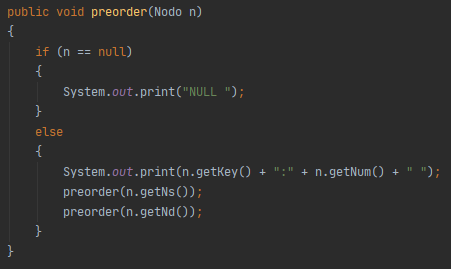 public void preorder(Nodo n)
{
    if (n == null)
    {
        System.out.print("NULL ");
    }
    else
    {
        System.out.print(n.getKey() + ":" + n.getNum() + " ");
        preorder(n.getNs());
        preorder(n.getNd());
    }
}